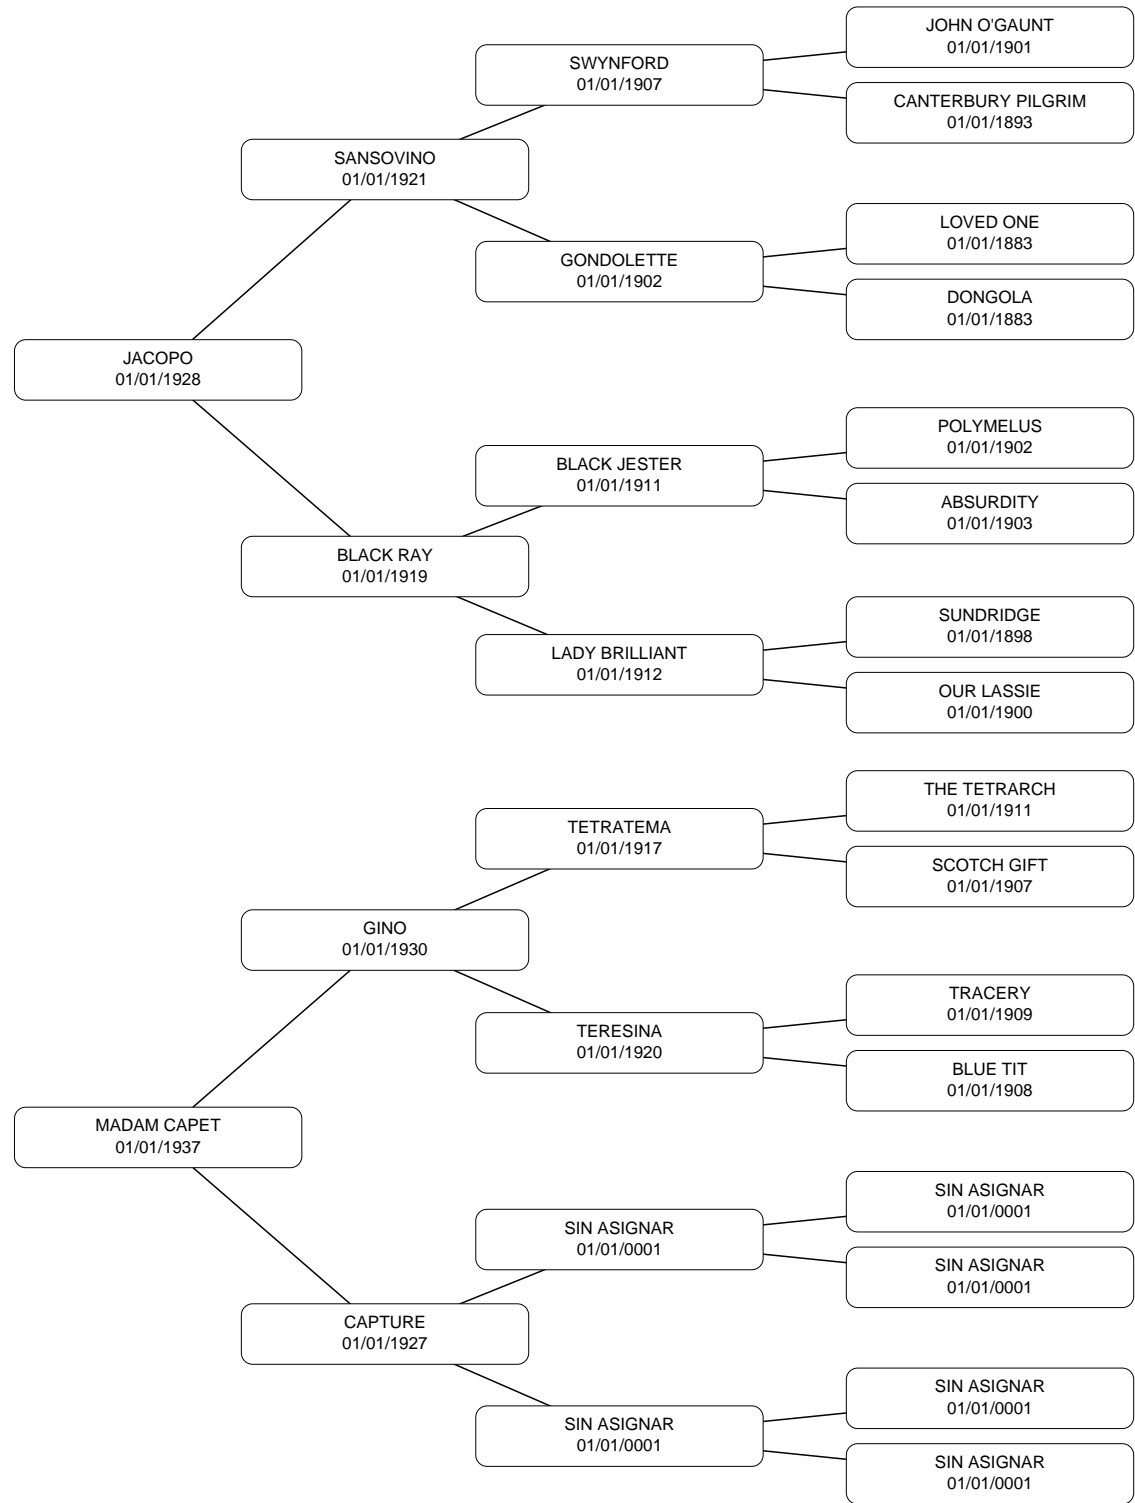 JOHN O'GAUNT
01/01/1901
SWYNFORD
01/01/1907
CANTERBURY PILGRIM
01/01/1893
SANSOVINO
01/01/1921
LOVED ONE
01/01/1883
GONDOLETTE
01/01/1902
DONGOLA
01/01/1883
JACOPO
01/01/1928
POLYMELUS
01/01/1902
BLACK JESTER
01/01/1911
ABSURDITY
01/01/1903
BLACK RAY
01/01/1919
SUNDRIDGE
01/01/1898
LADY BRILLIANT
01/01/1912
OUR LASSIE
01/01/1900
THE TETRARCH
01/01/1911
TETRATEMA
01/01/1917
SCOTCH GIFT
01/01/1907
GINO
01/01/1930
TRACERY
01/01/1909
TERESINA
01/01/1920
BLUE TIT
01/01/1908
MADAM CAPET
01/01/1937
SIN ASIGNAR
01/01/0001
SIN ASIGNAR
01/01/0001
SIN ASIGNAR
01/01/0001
CAPTURE
01/01/1927
SIN ASIGNAR
01/01/0001
SIN ASIGNAR
01/01/0001
SIN ASIGNAR
01/01/0001